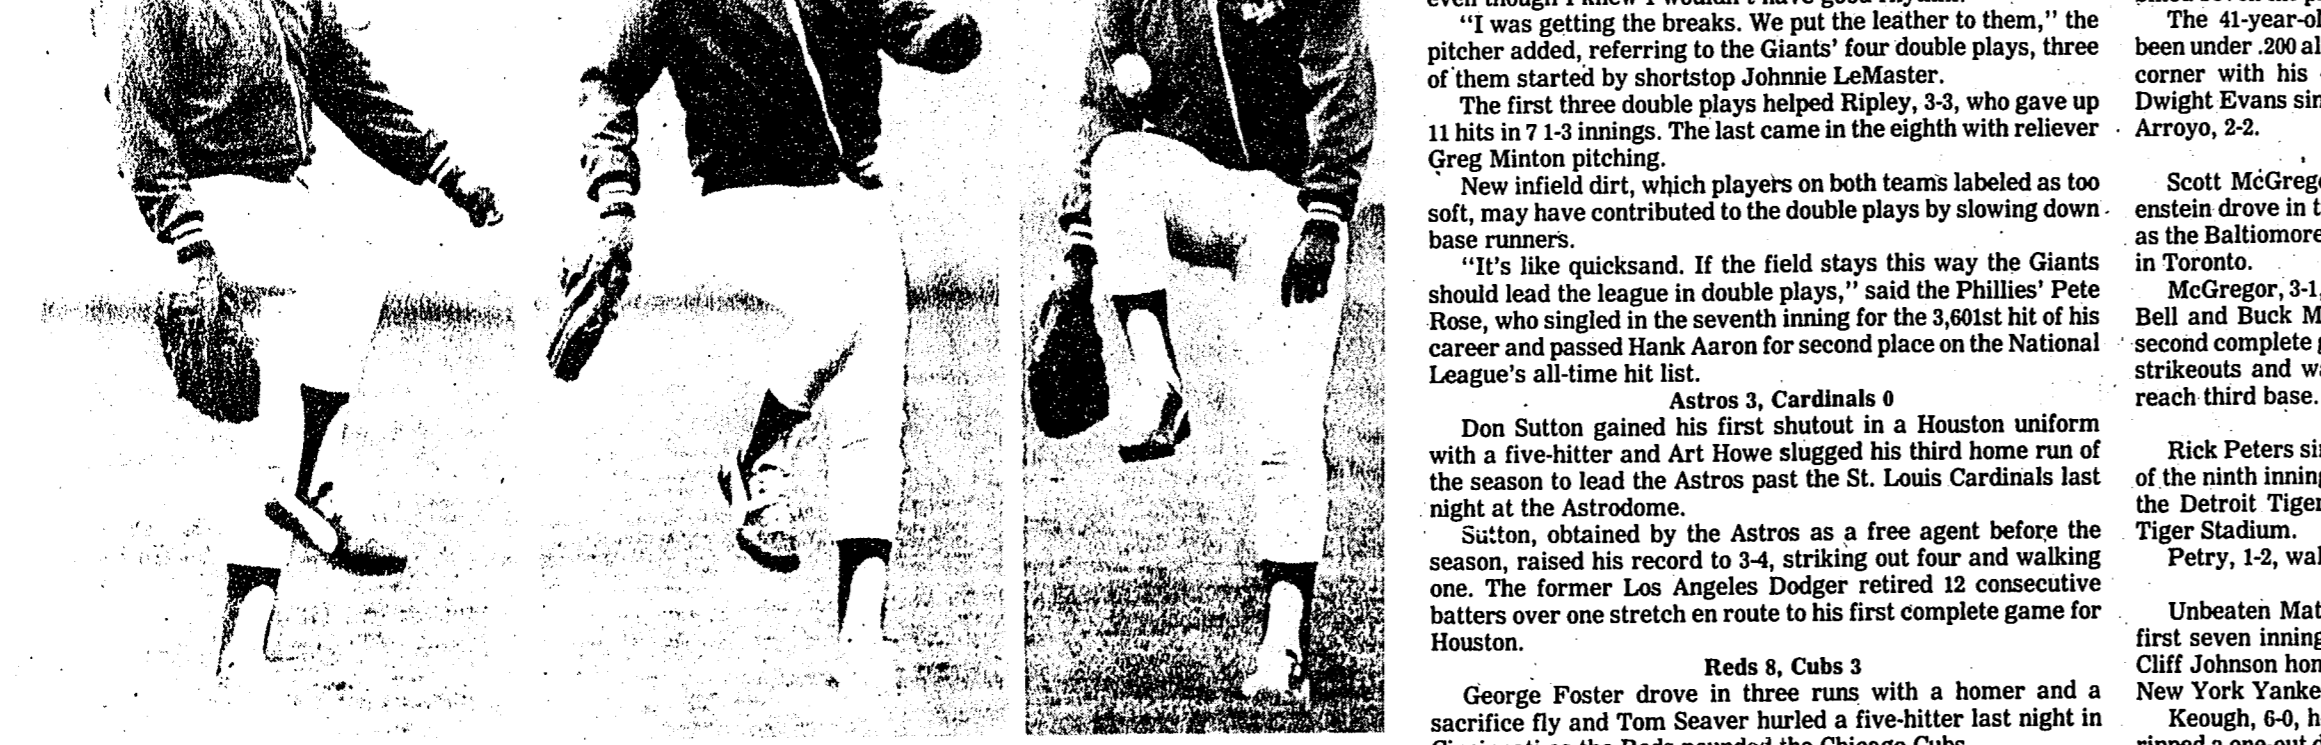 "I was getting the breaks. We put the leather to them," the
pitcher added, referring to the Giants' four double plays, three
of them started by shortstop Johnnie LeMaster.
The first three double plays helped Ripley, 3-3, who gave up
11 hits in 7 1-3 innings. The last came in the eighth with reliever
Greg Minton pitching.
New infield dirt, which players on both teams labeled as too
soft, may have contributed to the double plays by slowing down
base runners.
"It's like quicksand. If the field stays this way the Giants
should lead the league in double plays," said the Phillies' Pete
Rose, who singled in the seventh inning for the 3,601st hit of his
career and passed Hank Aaron for second place on the National
League's all-time hit list.
Astros 3, Cardinals 0
Don Sutton gained his first shutout in a Houston uniform
with a five-hitter and Art Howe slugged his third home run of
the season to lead the Astros past the St. Louis Cardinals last
night at the Astrodome.
Sutton, obtained by the Astros as a free agent before the
season, raised his record to 3-4, striking out four and walking
one. The former Los Angeles Dodger retired 12 consecutive
batters over one stretch en route to his first complete game for
Houston.
Reds 8, Cubs 3
George Foster drove in three runs with a homer and a
sacrifice fly and Tom Seaver hurled a five-hitter last night in
The 41-year-ol
been under .200 al
corner with his
Dwight Evans sin
Arroyo, 2-2.
Scott McGreg
enstein drove in t
as the Baltiomore
in Toronto.
McGregor, 3-1,
Bell and Buck M
second complete
strikeouts and wa
reach third base.
Rick Peters si
of the ninth inning
the Detroit Tiger
Tiger Stadium.
Petry, 1-2, wal
Unbeaten Mat
first seven inning
Cliff Johnson hom
New York Yanke
Keough, 6-0, h